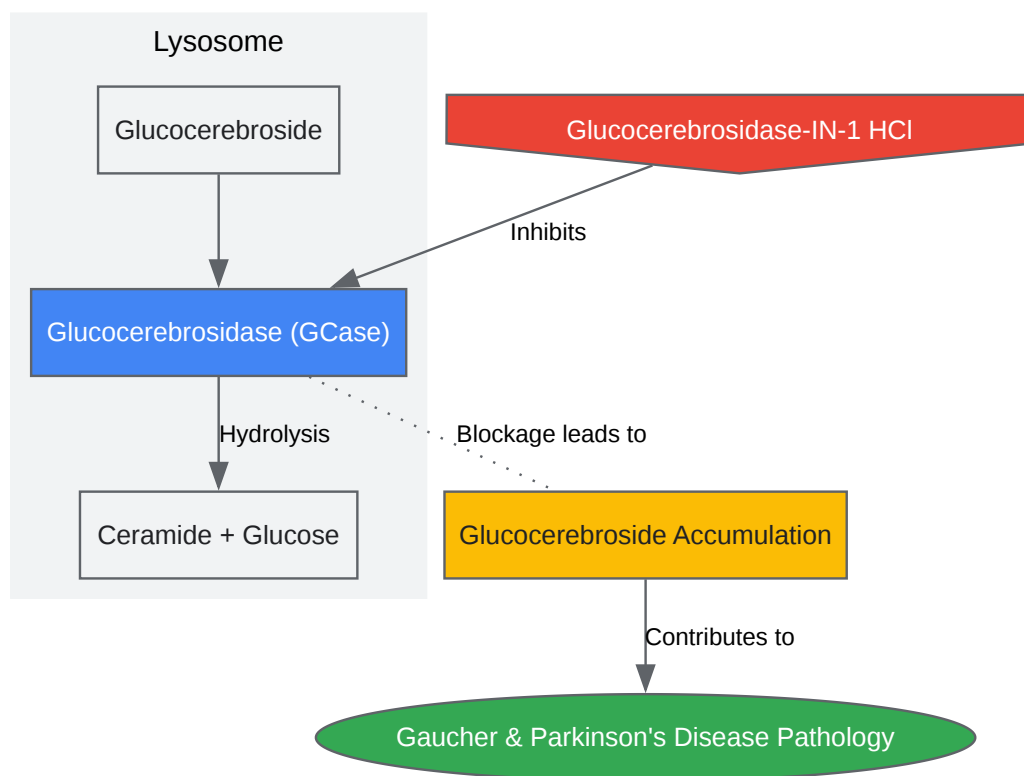 Lysosome
Glucocerebroside
Glucocerebrosidase-IN-1 HCl
Inhibits
Glucocerebrosidase (GCase)
Hydrolysis
Blockage leads to
Ceramide + Glucose
Glucocerebroside Accumulation
Contributes to
Gaucher & Parkinson's Disease Pathology